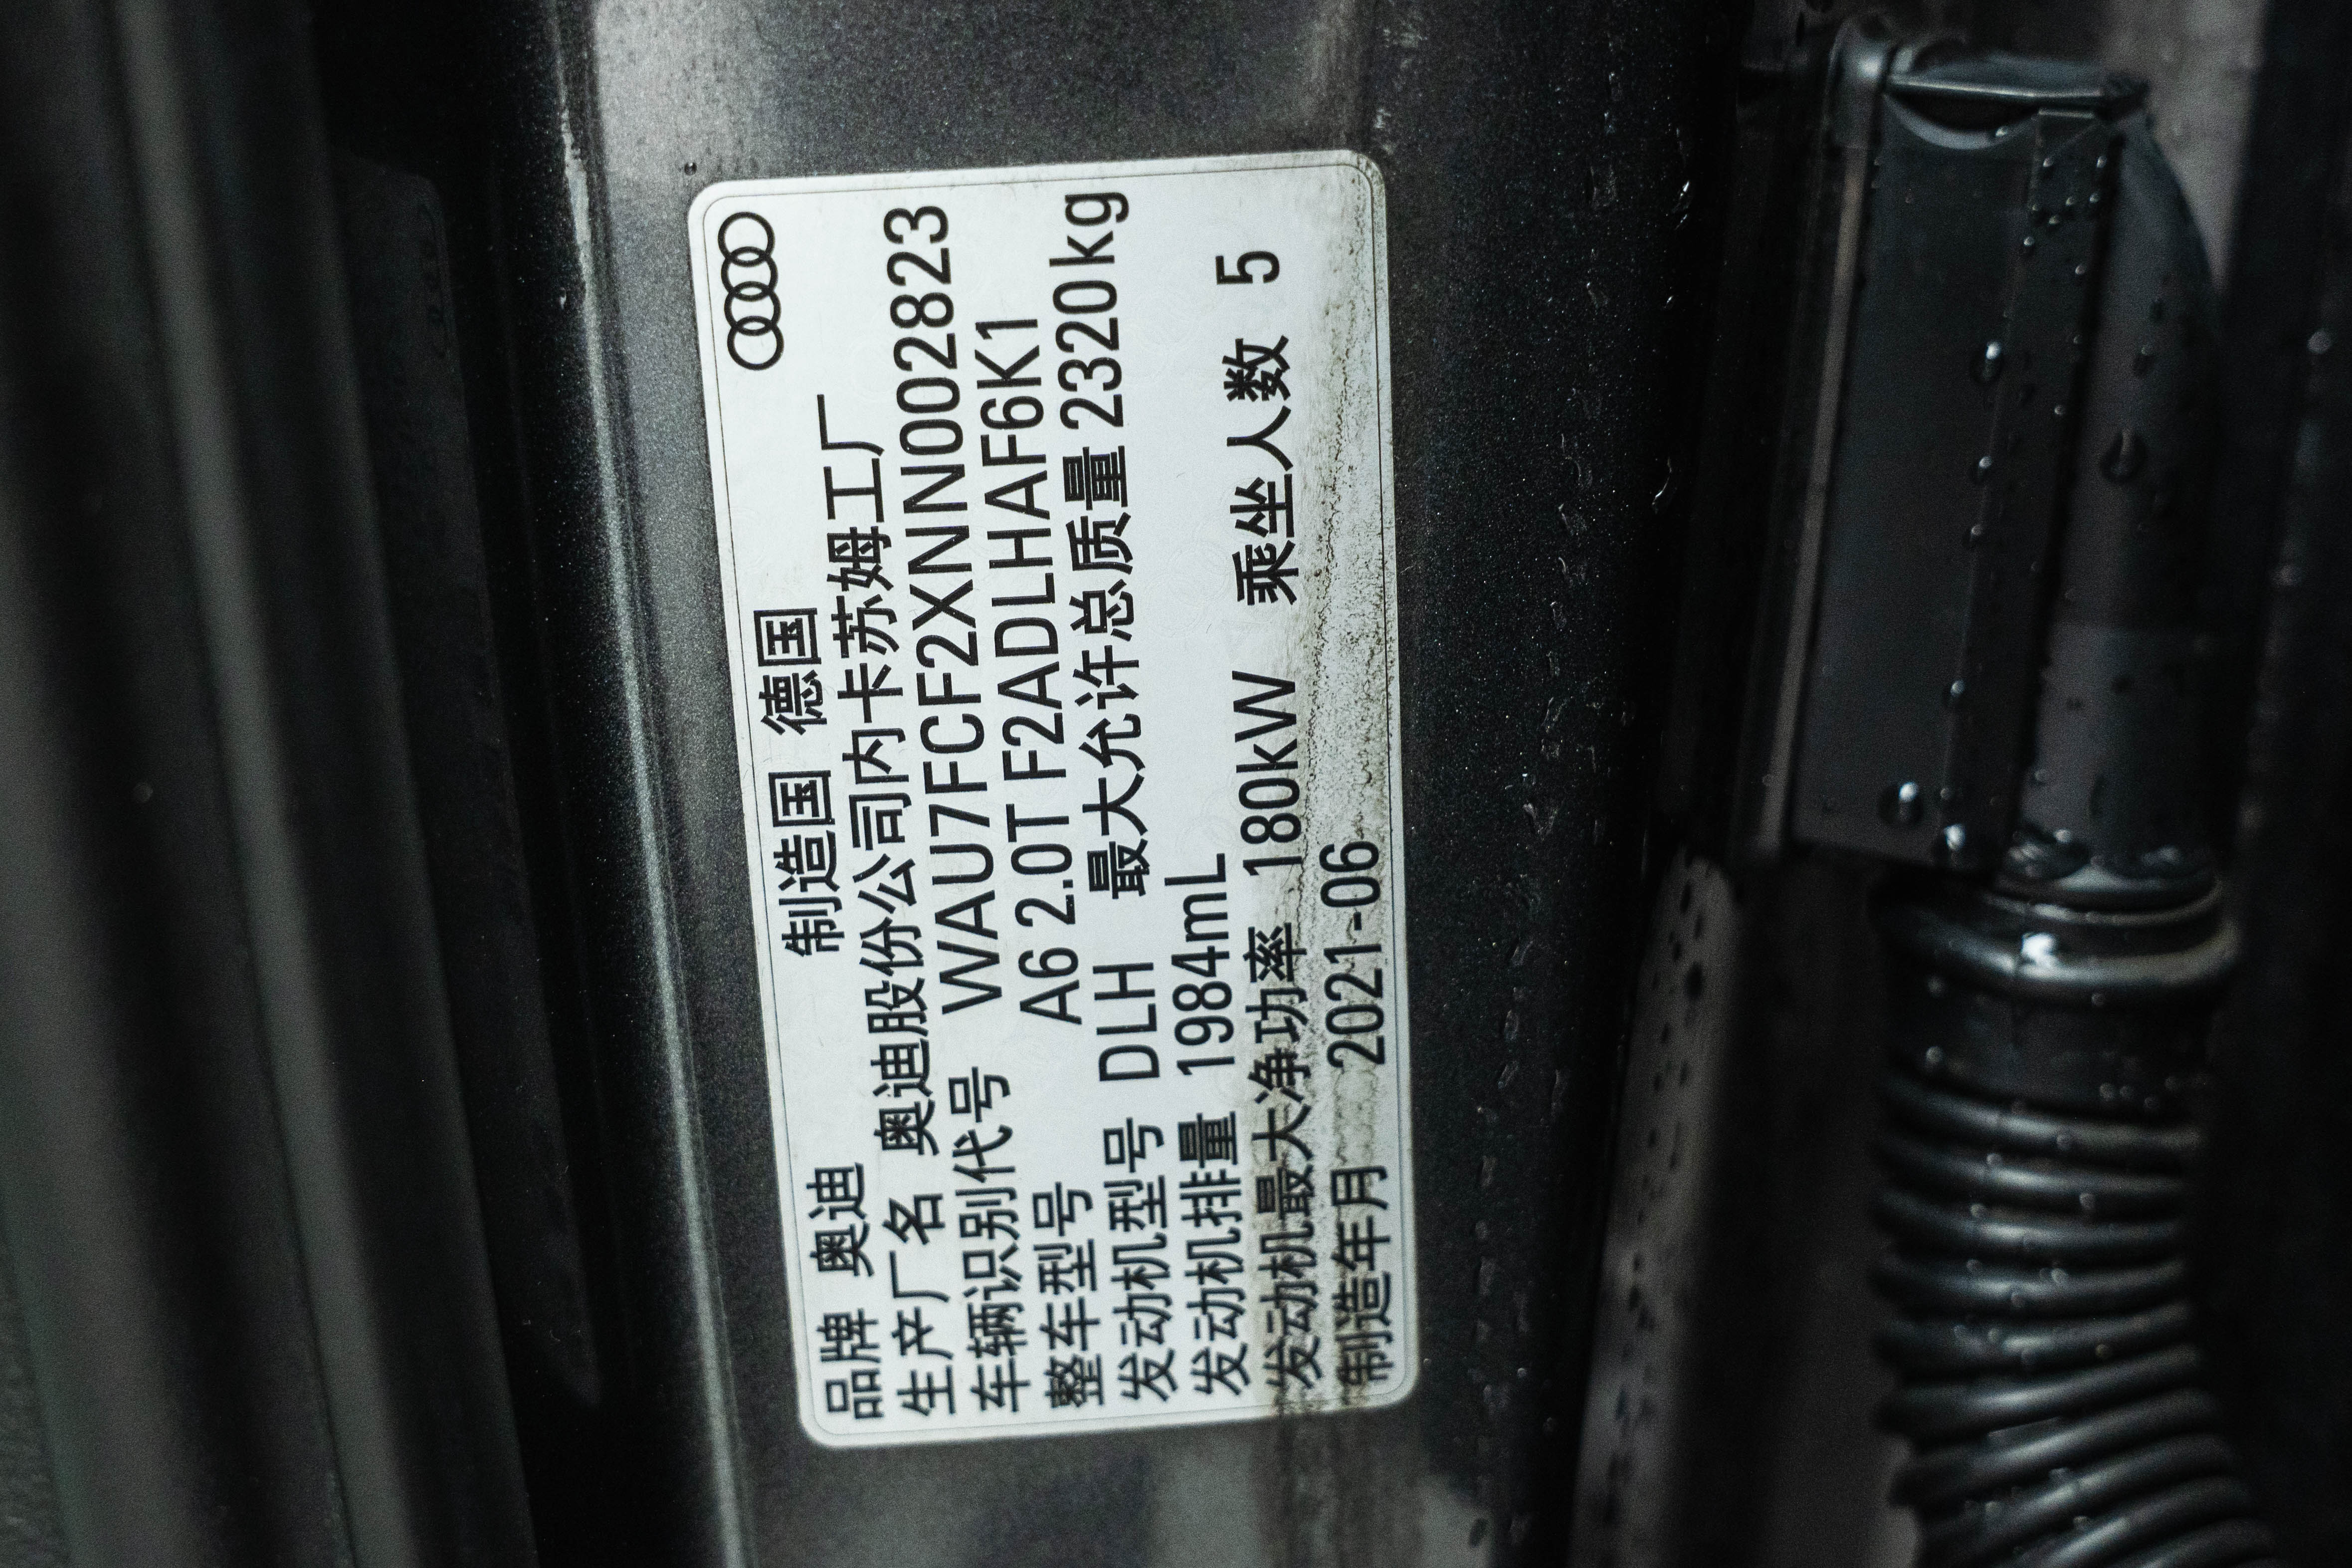 品牌 奥迪 制造国 德国
生产厂名 奥迪股份公司内卡苏姆工厂
车辆识别代号 WAU7FCF2XNN002823
整车型号 A6 2.0T F2ADLHAF6K1
发动机型号 DLH 最大允许总质量 2320kg
发动机排量 1984mL
发动机最大净功率 180kW 乘坐人数 5
制造年月 2021-06